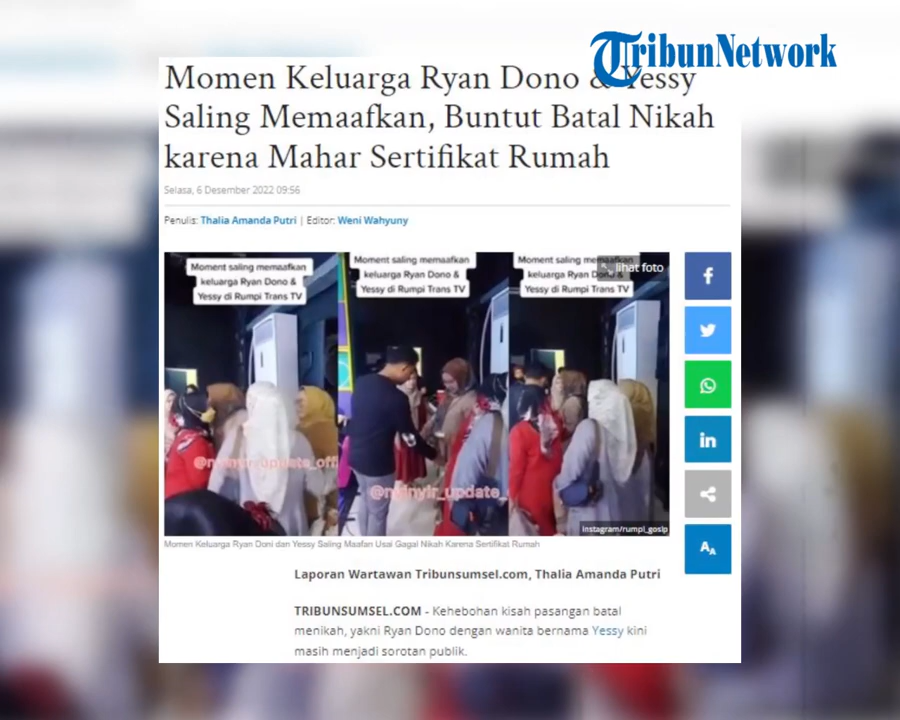 TribunNetwork
Momen Keluarga Ryan Dono & Yessy
Saling Memaafkan, Buntut Batal Nikah
karena Mahar Sertifikat Rumah
Selasa, 6 Desember 2022 09:56
Penulis: Thalia Amanda Putri | Editor: Weni Wahyuny
Moment saling memaafkan
keluarga Ryan Dono &
Yessy di Rumpi Trans TV
Moment saling memaafkan
keluarga Ryan Dono &
Yessy di Rumpi Trans TV
Moment saling memaafkan
keluarga Ryan Dono &
Yessy di Rumpi Trans TV
lihat foto
@nyinyir_update_offi
@nyinyir_update_
instagram/rumpi_gosip
Momen Keluarga Ryan Doni dan Yessy Saling Maafan Usai Gagal Nikah Karena Sertifikat Rumah
f
in
AA
Laporan Wartawan Tribunsumsel.com, Thalia Amanda Putri
TRIBUNSUMSEL.COM - Kehebohan kisah pasangan batal
menikah, yakni Ryan Dono dengan wanita bernama Yessy kini
masih menjadi sorotan publik.